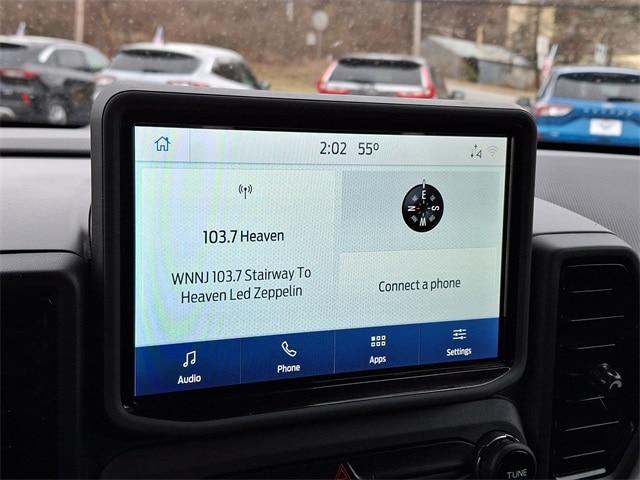 2:02 55º
103.7 Heaven
WNNJ 103.7 Stairway To
Heaven Led Zeppelin
E
N S
W
Connect a phone
Audio
Phone
Apps
Settings
TUNE